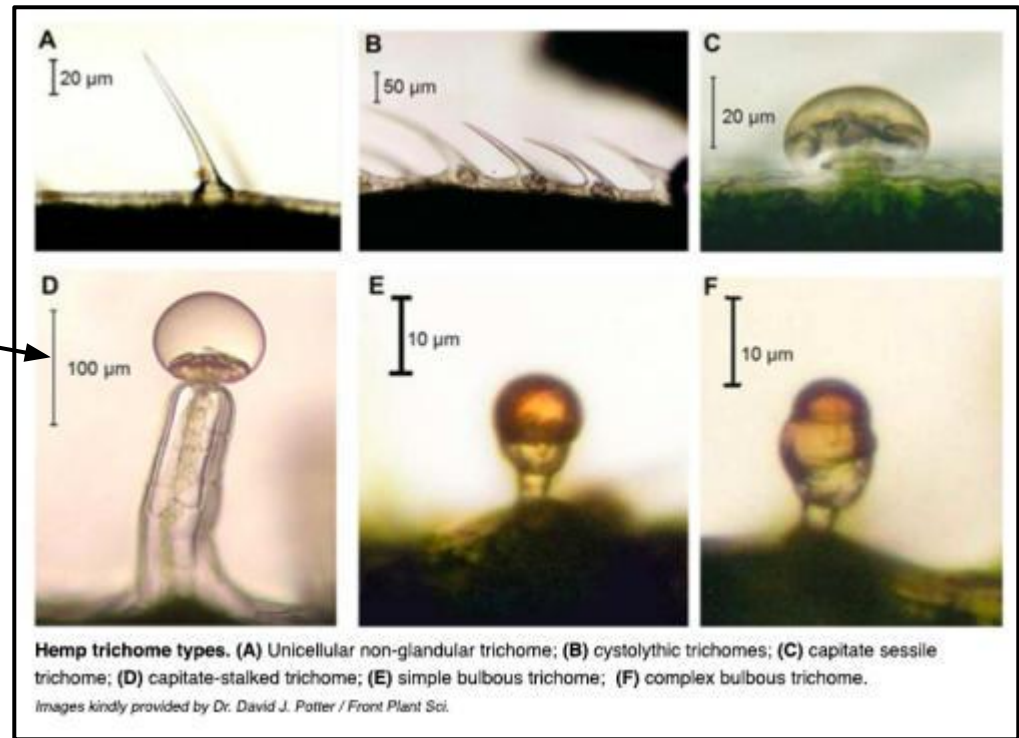 A
20 µm
B
50 µm
C
20 µm
D
100 µm
E
10 µm
F
10 µm
Hemp trichome types. (A) Unicellular non-glandular trichome; (B) cystolythic trichomes; (C) capitate sessile
trichome; (D) capitate-stalked trichome; (E) simple bulbous trichome; (F) complex bulbous trichome.
Images kindly provided by Dr. David J. Potter / Front Plant Sci.